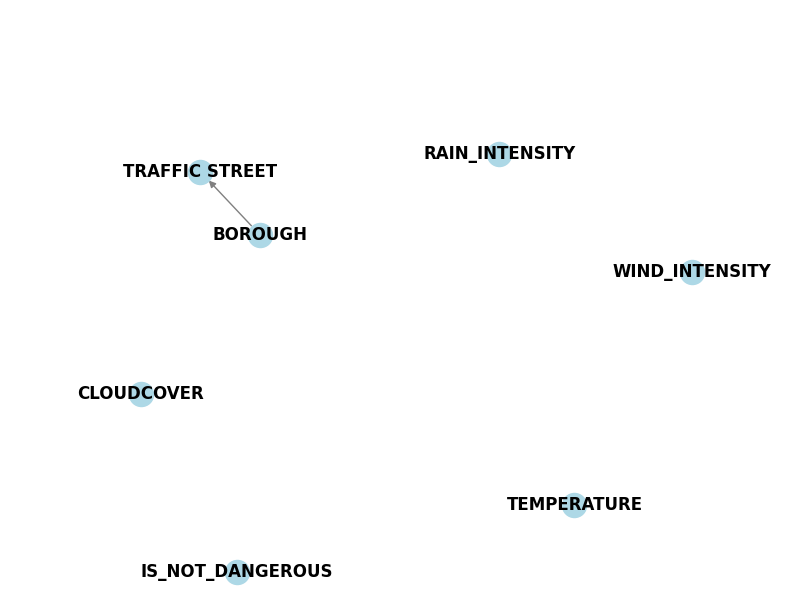 RAIN_INTENSITY
TRAFFIC STREET
BOROUGH
WIND_INTENSITY
CLOUDCOVER
TEMPERATURE
IS_NOT_DANGEROUS